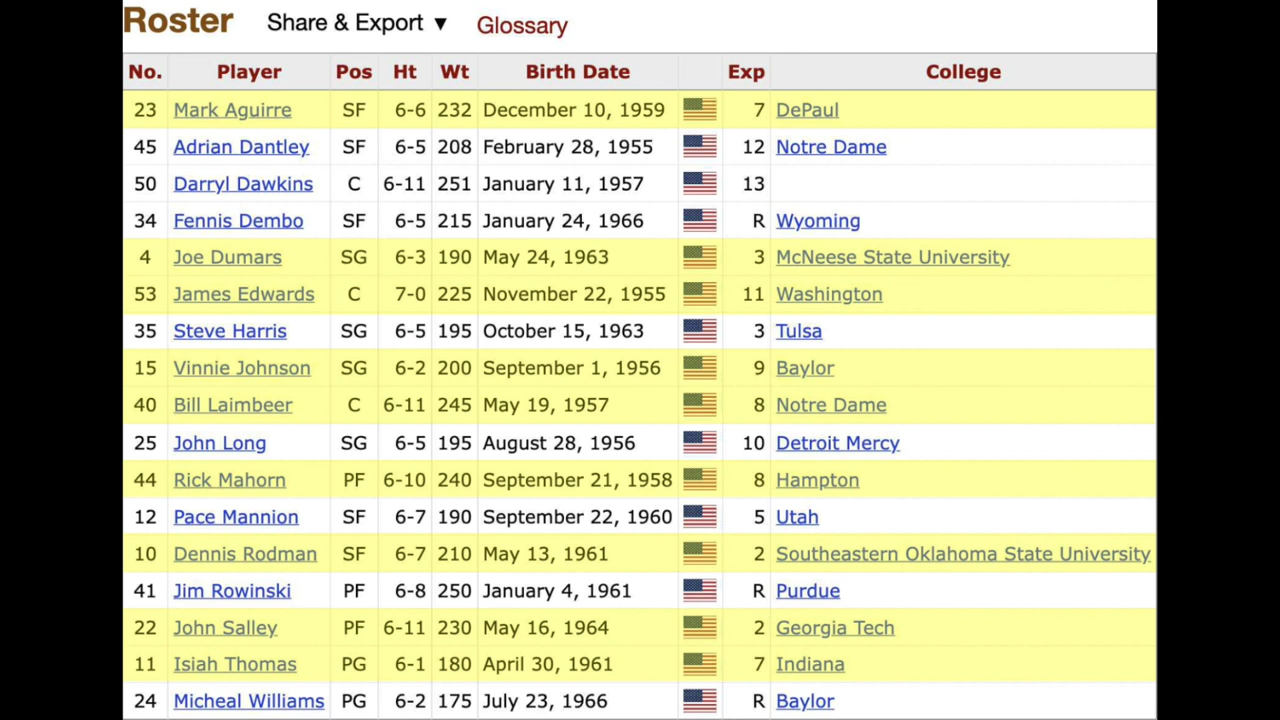 Roster Share & Export ▼ Glossary
No. Player Pos Ht Wt Birth Date Exp College
23 Mark Aguirre SF 6-6 232 December 10, 1959 7 DePaul
45 Adrian Dantley SF 6-5 208 February 28, 1955 12 Notre Dame
50 Darryl Dawkins C 6-11 251 January 11, 1957 13
34 Fennis Dembo SF 6-5 215 January 24, 1966 R Wyoming
4 Joe Dumars SG 6-3 190 May 24, 1963 3 McNeese State University
53 James Edwards C 7-0 225 November 22, 1955 11 Washington
35 Steve Harris SG 6-5 195 October 15, 1963 3 Tulsa
15 Vinnie Johnson SG 6-2 200 September 1, 1956 9 Baylor
40 Bill Laimbeer C 6-11 245 May 19, 1957 8 Notre Dame
25 John Long SG 6-5 195 August 28, 1956 10 Detroit Mercy
44 Rick Mahorn PF 6-10 240 September 21, 1958 8 Hampton
12 Pace Mannion SF 6-7 190 September 22, 1960 5 Utah
10 Dennis Rodman SF 6-7 210 May 13, 1961 2 Southeastern Oklahoma State University
41 Jim Rowinski PF 6-8 250 January 4, 1961 R Purdue
22 John Salley PF 6-11 230 May 16, 1964 2 Georgia Tech
11 Isiah Thomas PG 6-1 180 April 30, 1961 7 Indiana
24 Micheal Williams PG 6-2 175 July 23, 1966 R Baylor